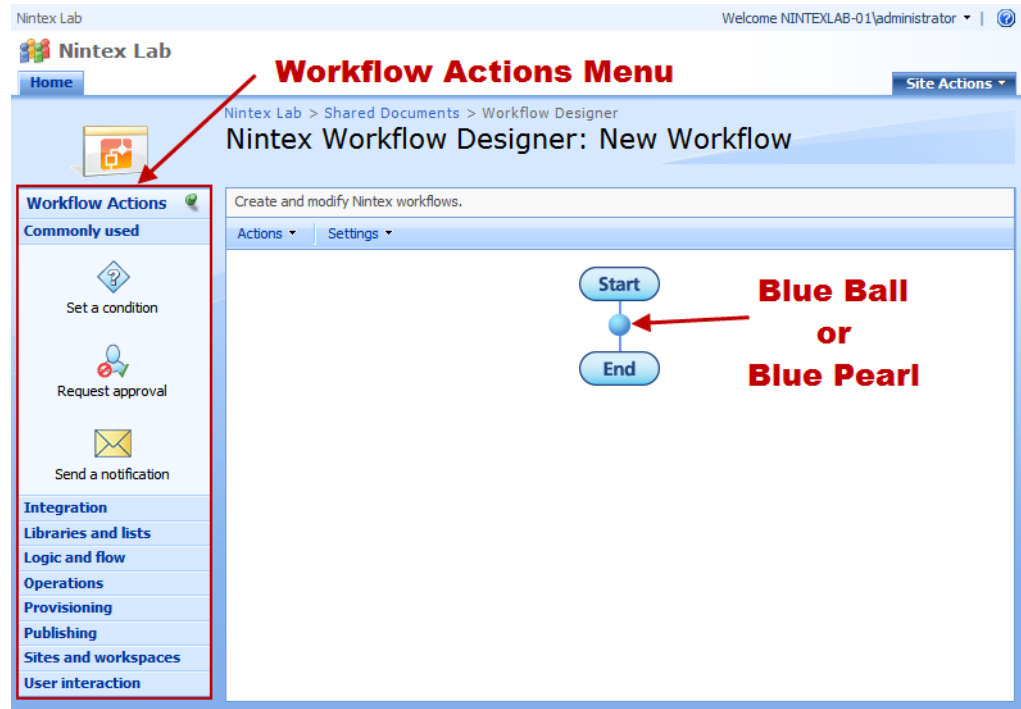 Nintex Lab
Welcome NINTEXLAB-01\administrator
Nintex Lab
Workflow Actions Menu
Home
Site Actions
Nintex Lab > Shared Documents > Workflow Designer
Nintex Workflow Designer: New Workflow
Workflow Actions
Commonly used
Set a condition
Request approval
Send a notification
Integration
Libraries and lists
Logic and flow
Operations
Provisioning
Publishing
Sites and workspaces
User interaction
Create and modify Nintex workflows.
Actions Settings
Start
End
Blue Ball
or
Blue Pearl